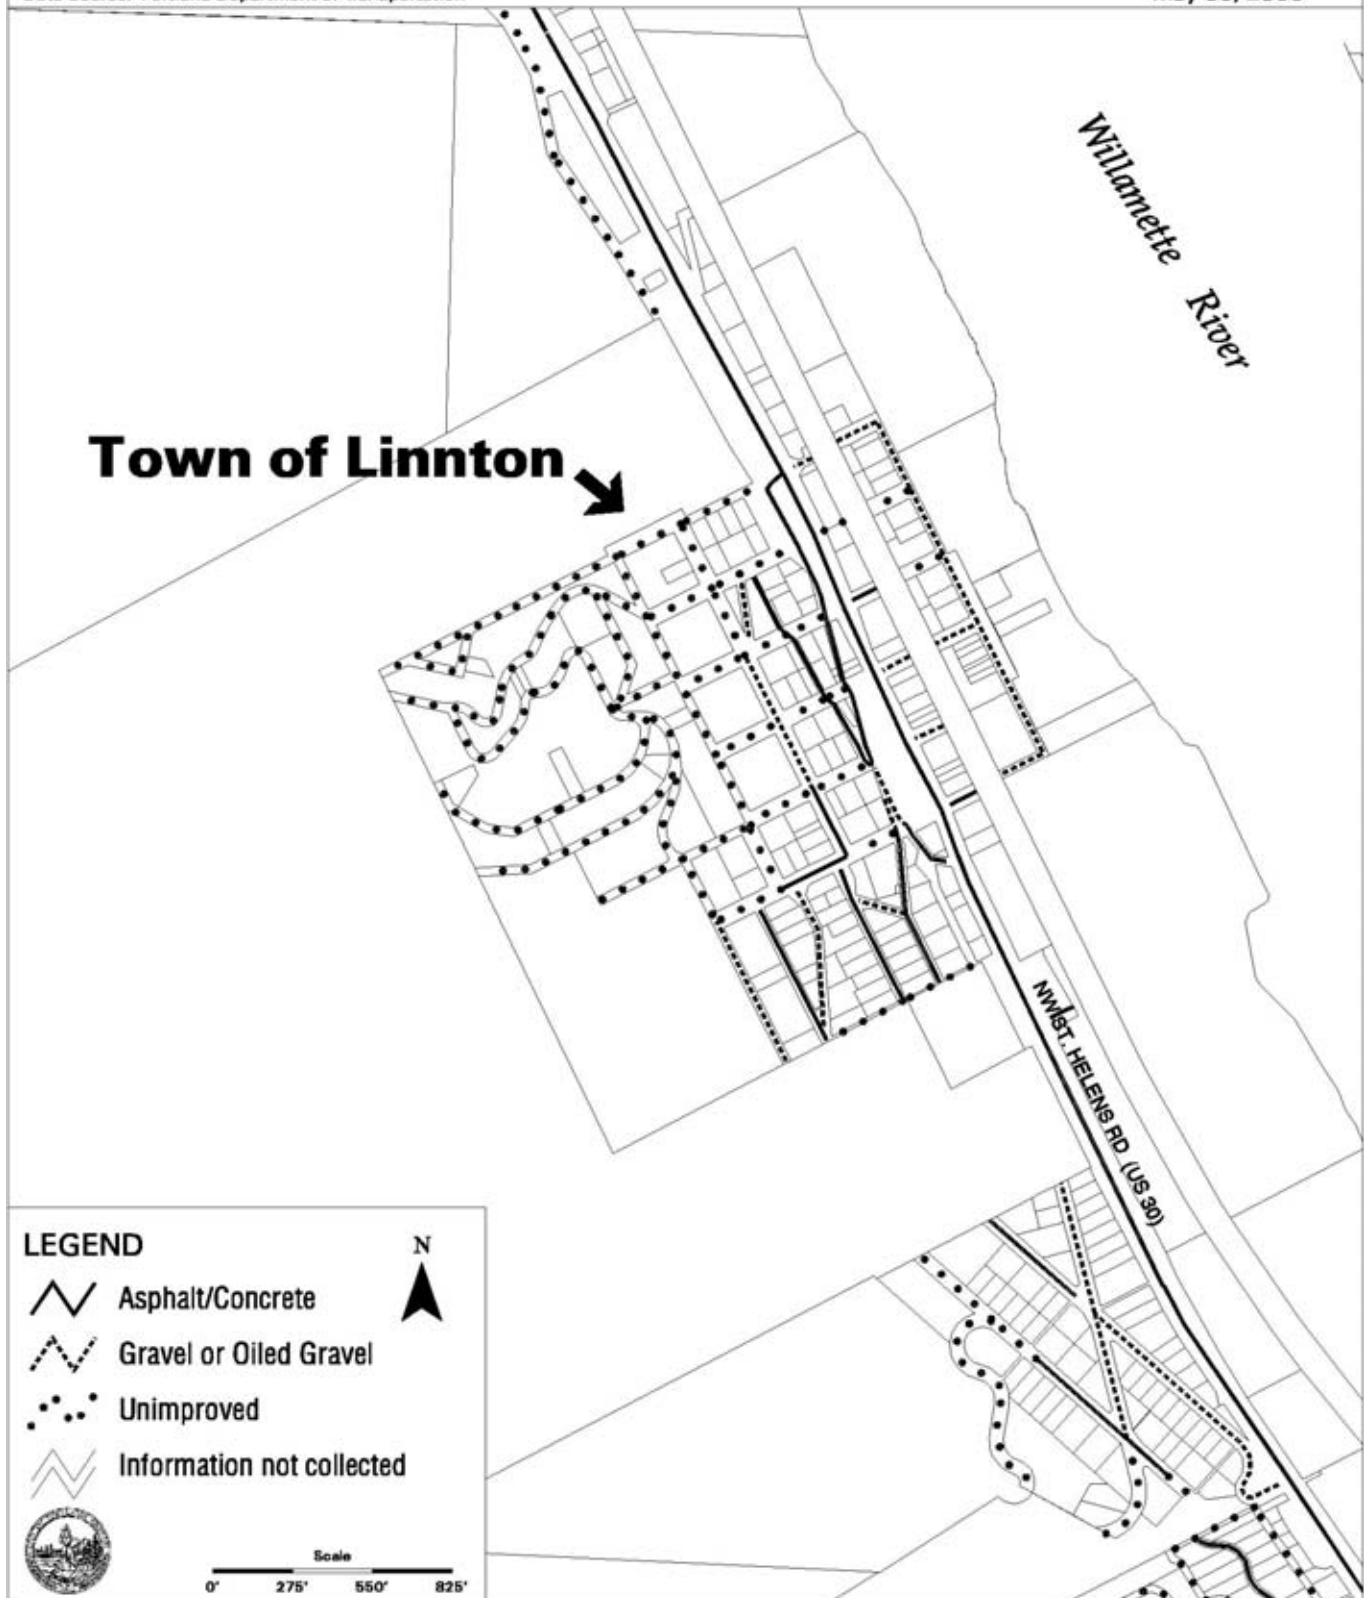 Willamette River
Town of Linnton
NW ST. HELENS RD (US 30)
LEGEND
N
Asphalt/Concrete
Gravel or Oiled Gravel
Unimproved
Information not collected
Scale
0' 275' 550' 825'